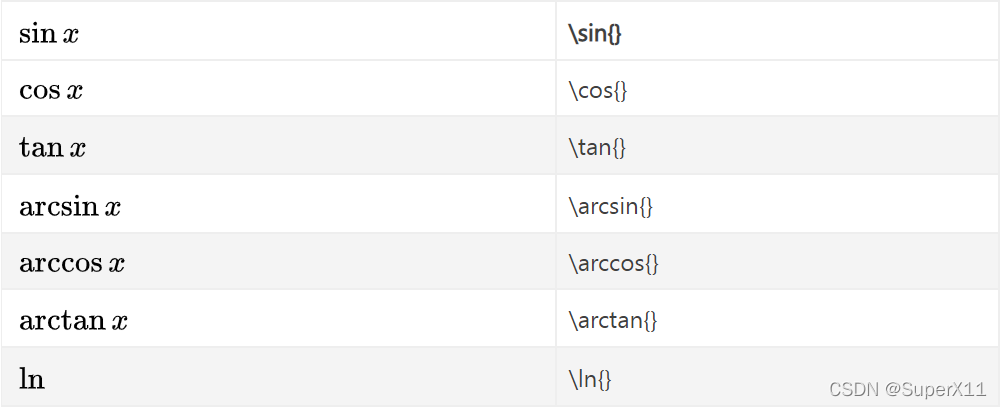 sin x \sin{}
cos x \cos{}
tan x \tan{}
arcsin x \arcsin{}
arccos x \arccos{}
arctan x \arctan{}
ln \ln{}
CSDN @SuperX11